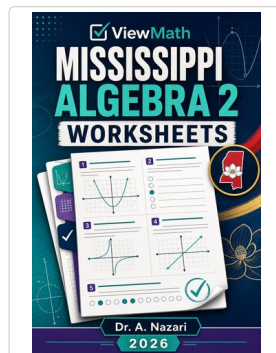 ViewMath
MISSISSIPPI
ALGEBRA 2
WORKSHEETS
1
2
3
4
5
Dr. A. Nazari
2026